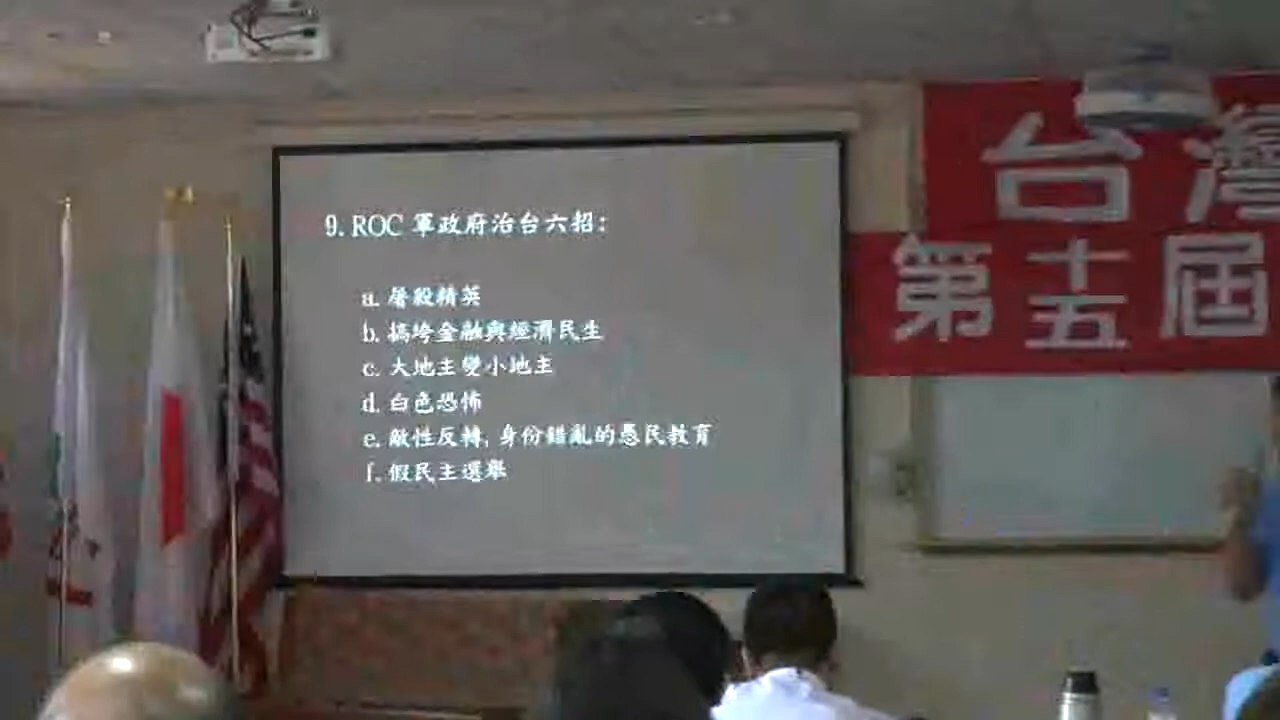 9. ROC 軍政府治台六招:
a. 屠殺精英
b. 搞垮金融與經濟民生
c. 大地主變小地主
d. 白色恐怖
e. 敵性反轉, 身份錯亂的愚民教育
f. 假民主選舉
台灣
第十五屆